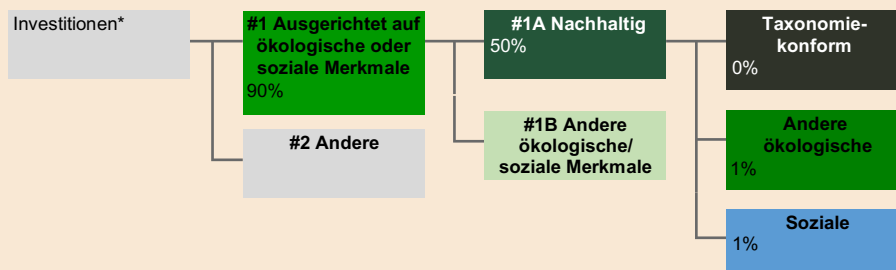 Investitionen*
#1 Ausgerichtet auf
ökologische oder
soziale Merkmale
90%
#2 Andere
#1A Nachhaltig
50%
#1B Andere
ökologische/
soziale Merkmale
Taxonomie-
konform
0%
Andere
ökologische
1%
Soziale
1%